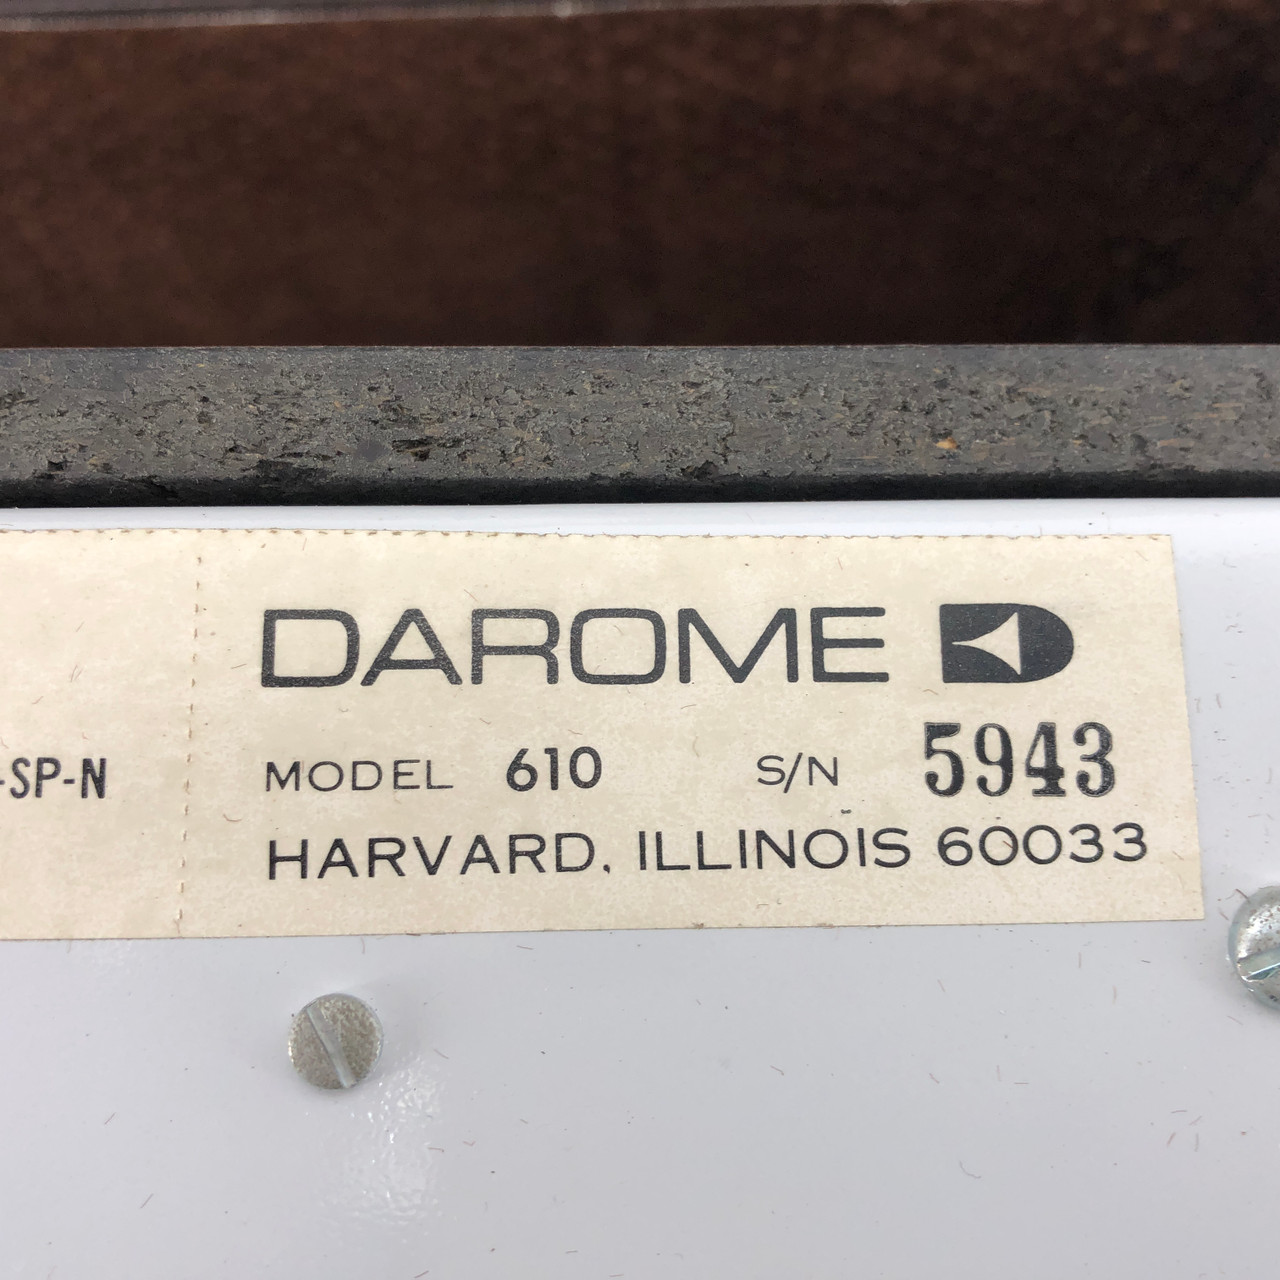 DAROME
-SP-N
MODEL 610 S/N 5943
HARVARD, ILLINOIS 60033